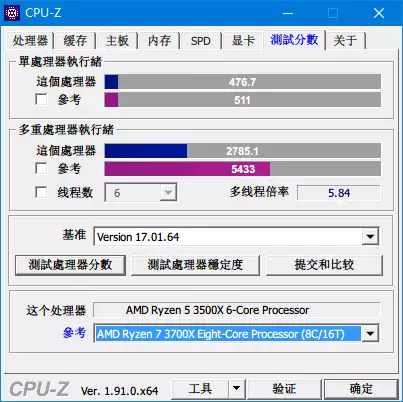 CPU-Z
处理器 缓存 主板 内存 SPD 显卡 測試分數 关于
單處理器執行緒
這個處理器 476.7
參考 511
多重處理器執行緒
這個處理器 2785.1
參考 5433
线程数 6 多线程倍率 5.84
基准 Version 17.01.64
測試處理器分數 測試處理器穩定度 提交和比较
这个处理器 AMD Ryzen 5 3500X 6-Core Processor
參考 AMD Ryzen 7 3700X Eight-Core Processor (8C/16T)
CPU-Z Ver. 1.91.0.x64 工具 验证 确定